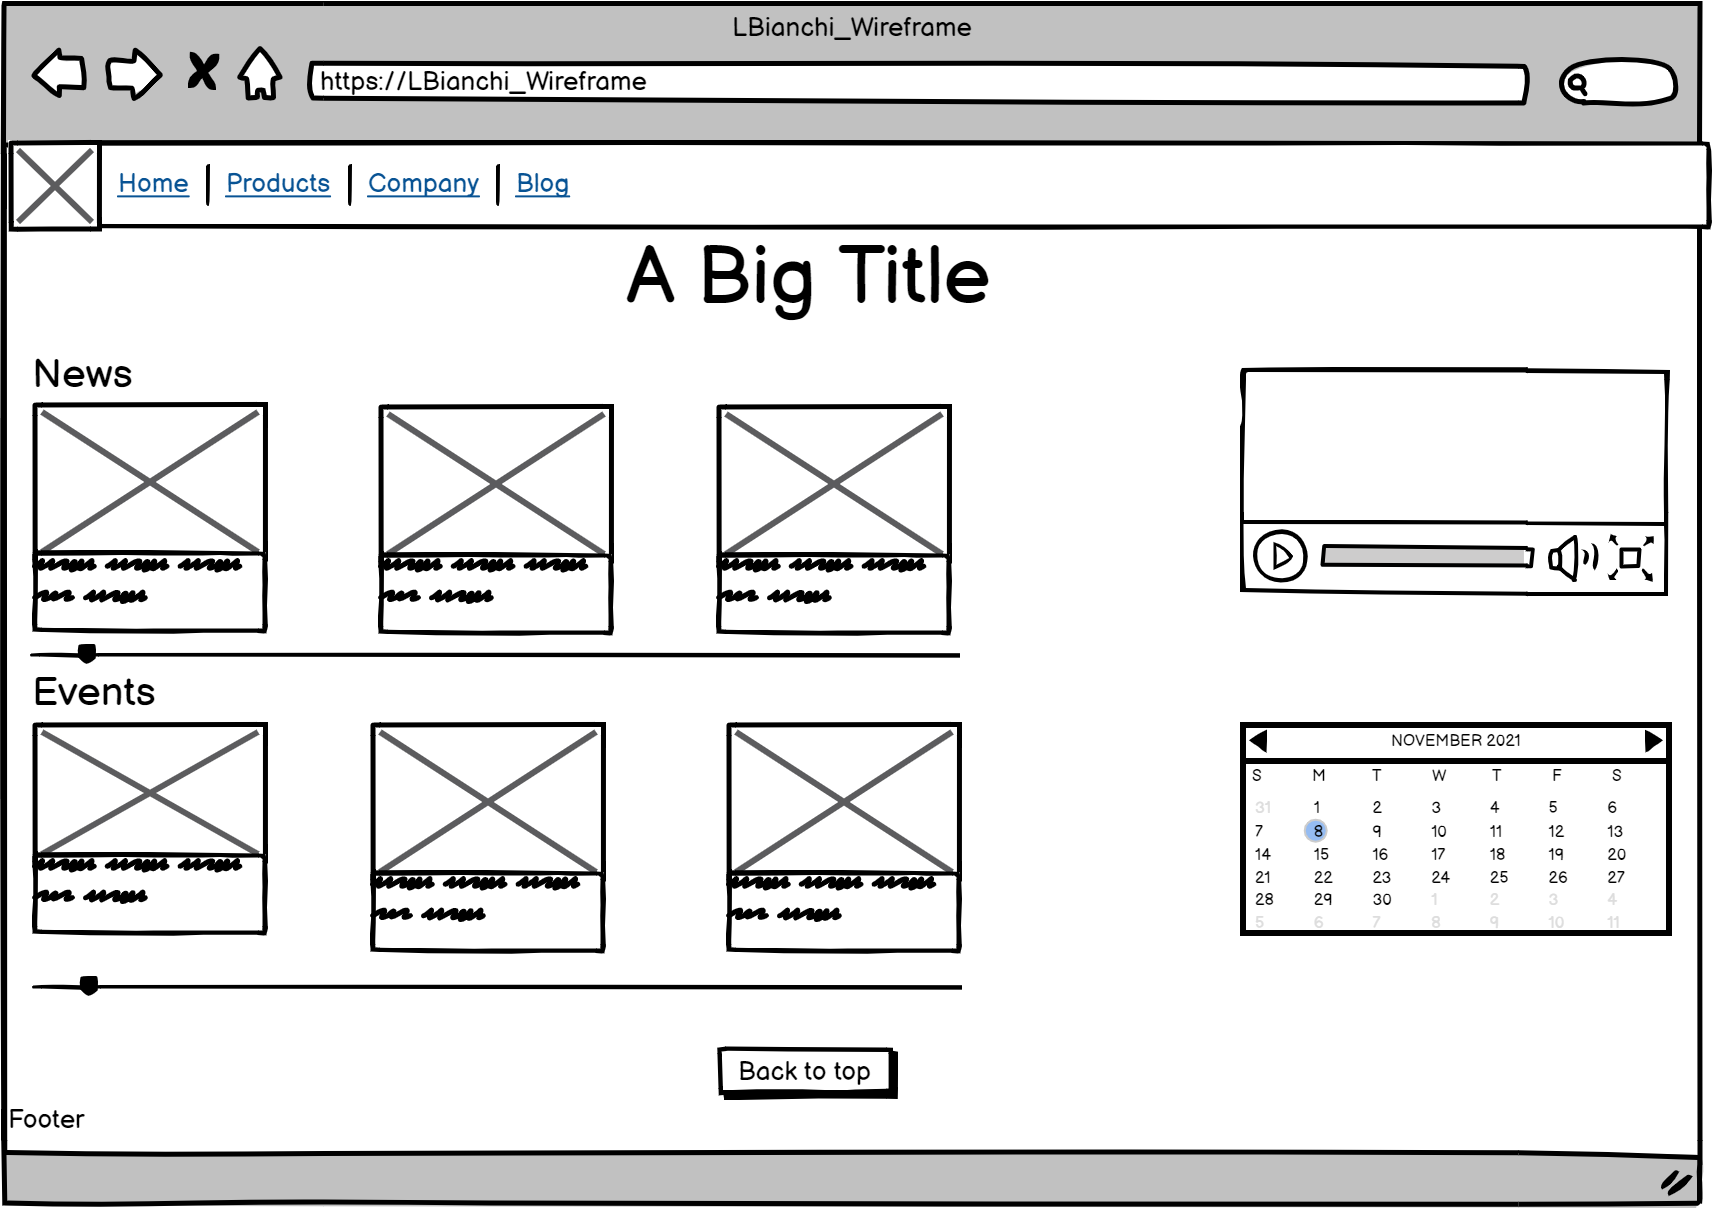 LBianchi_Wireframe
https://LBianchi_Wireframe
Home Products Company Blog
A Big Title
News
Events
NOVEMBER 2021
S M T W T F S
31 1 2 3 4 5 6
7 8 9 10 11 12 13
14 15 16 17 18 19 20
21 22 23 24 25 26 27
28 29 30 1 2 3 4
5 6 7 8 9 10 11
Back to top
Footer